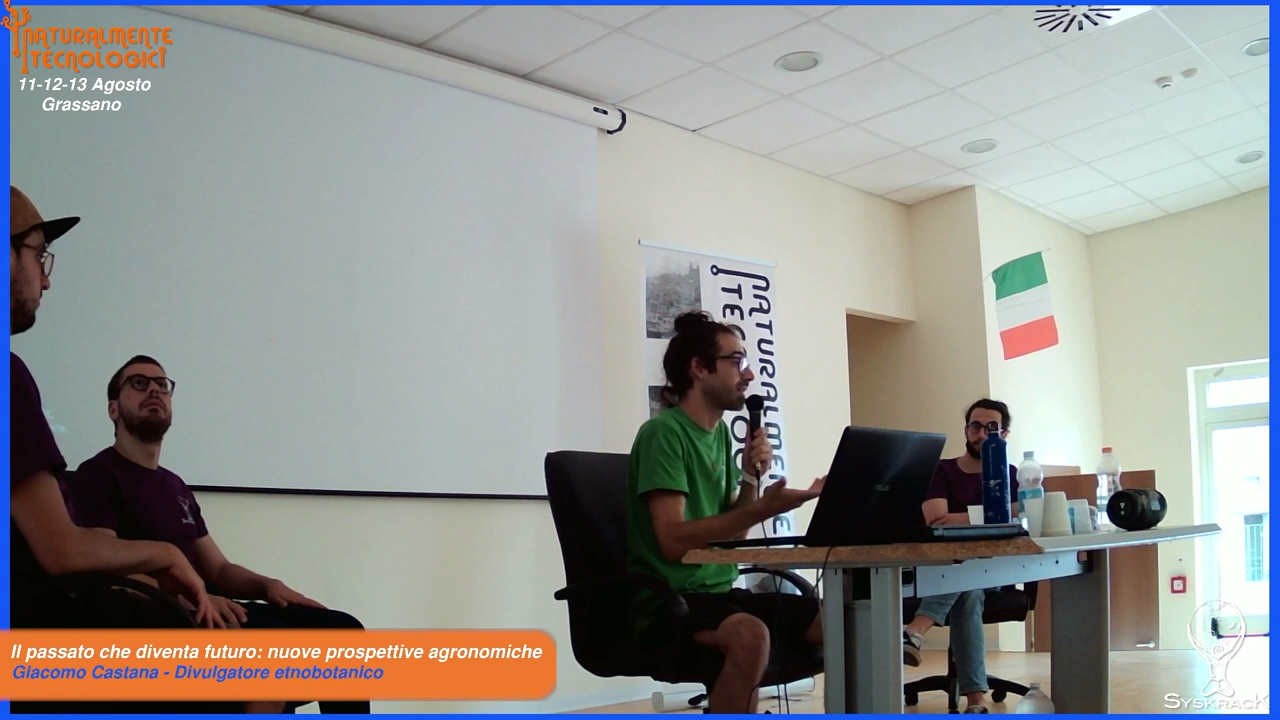 NATURALMENTE
TECNOLOGICI
11-12-13 Agosto
Grassano
NATURALMENTE
Il passato che diventa futuro: nuove prospettive agronomiche
Giacomo Castana - Divulgatore etnobotanico
SYSKRACK